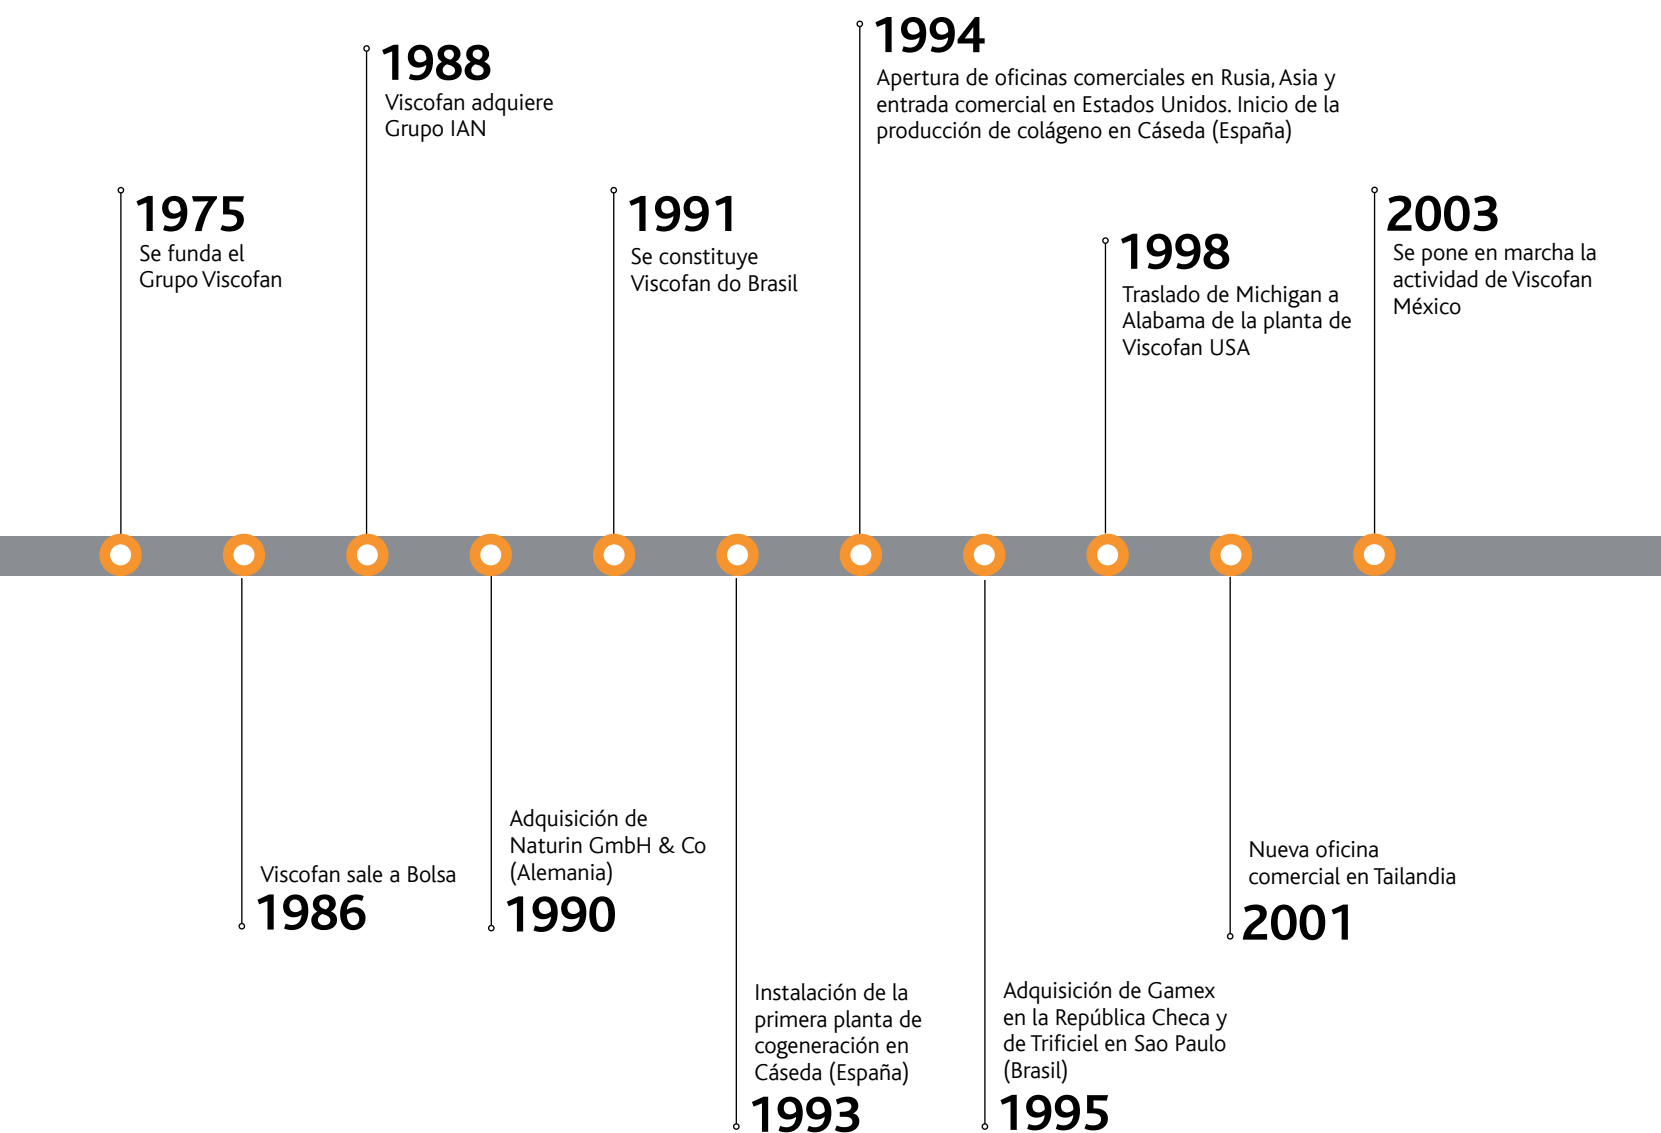 1975
Se funda el
Grupo Viscofan
Viscofan sale a Bolsa
1986
1988
Viscofan adquiere
Grupo IAN
Adquisición de
Naturin GmbH & Co
(Alemania)
1990
1991
Se constituye
Viscofan do Brasil
Instalación de la
primera planta de
cogeneración en
Cáseda (España)
1993
1994
Apertura de oficinas comerciales en Rusia, Asia y
entrada comercial en Estados Unidos. Inicio de la
producción de colágeno en Cáseda (España)
Adquisición de Gamex
en la República Checa y
de Trificiel en Sao Paulo
(Brasil)
1995
1998
Traslado de Michigan a
Alabama de la planta de
Viscofan USA
Nueva oficina
comercial en Tailandia
2001
2003
Se pone en marcha la
actividad de Viscofan
México